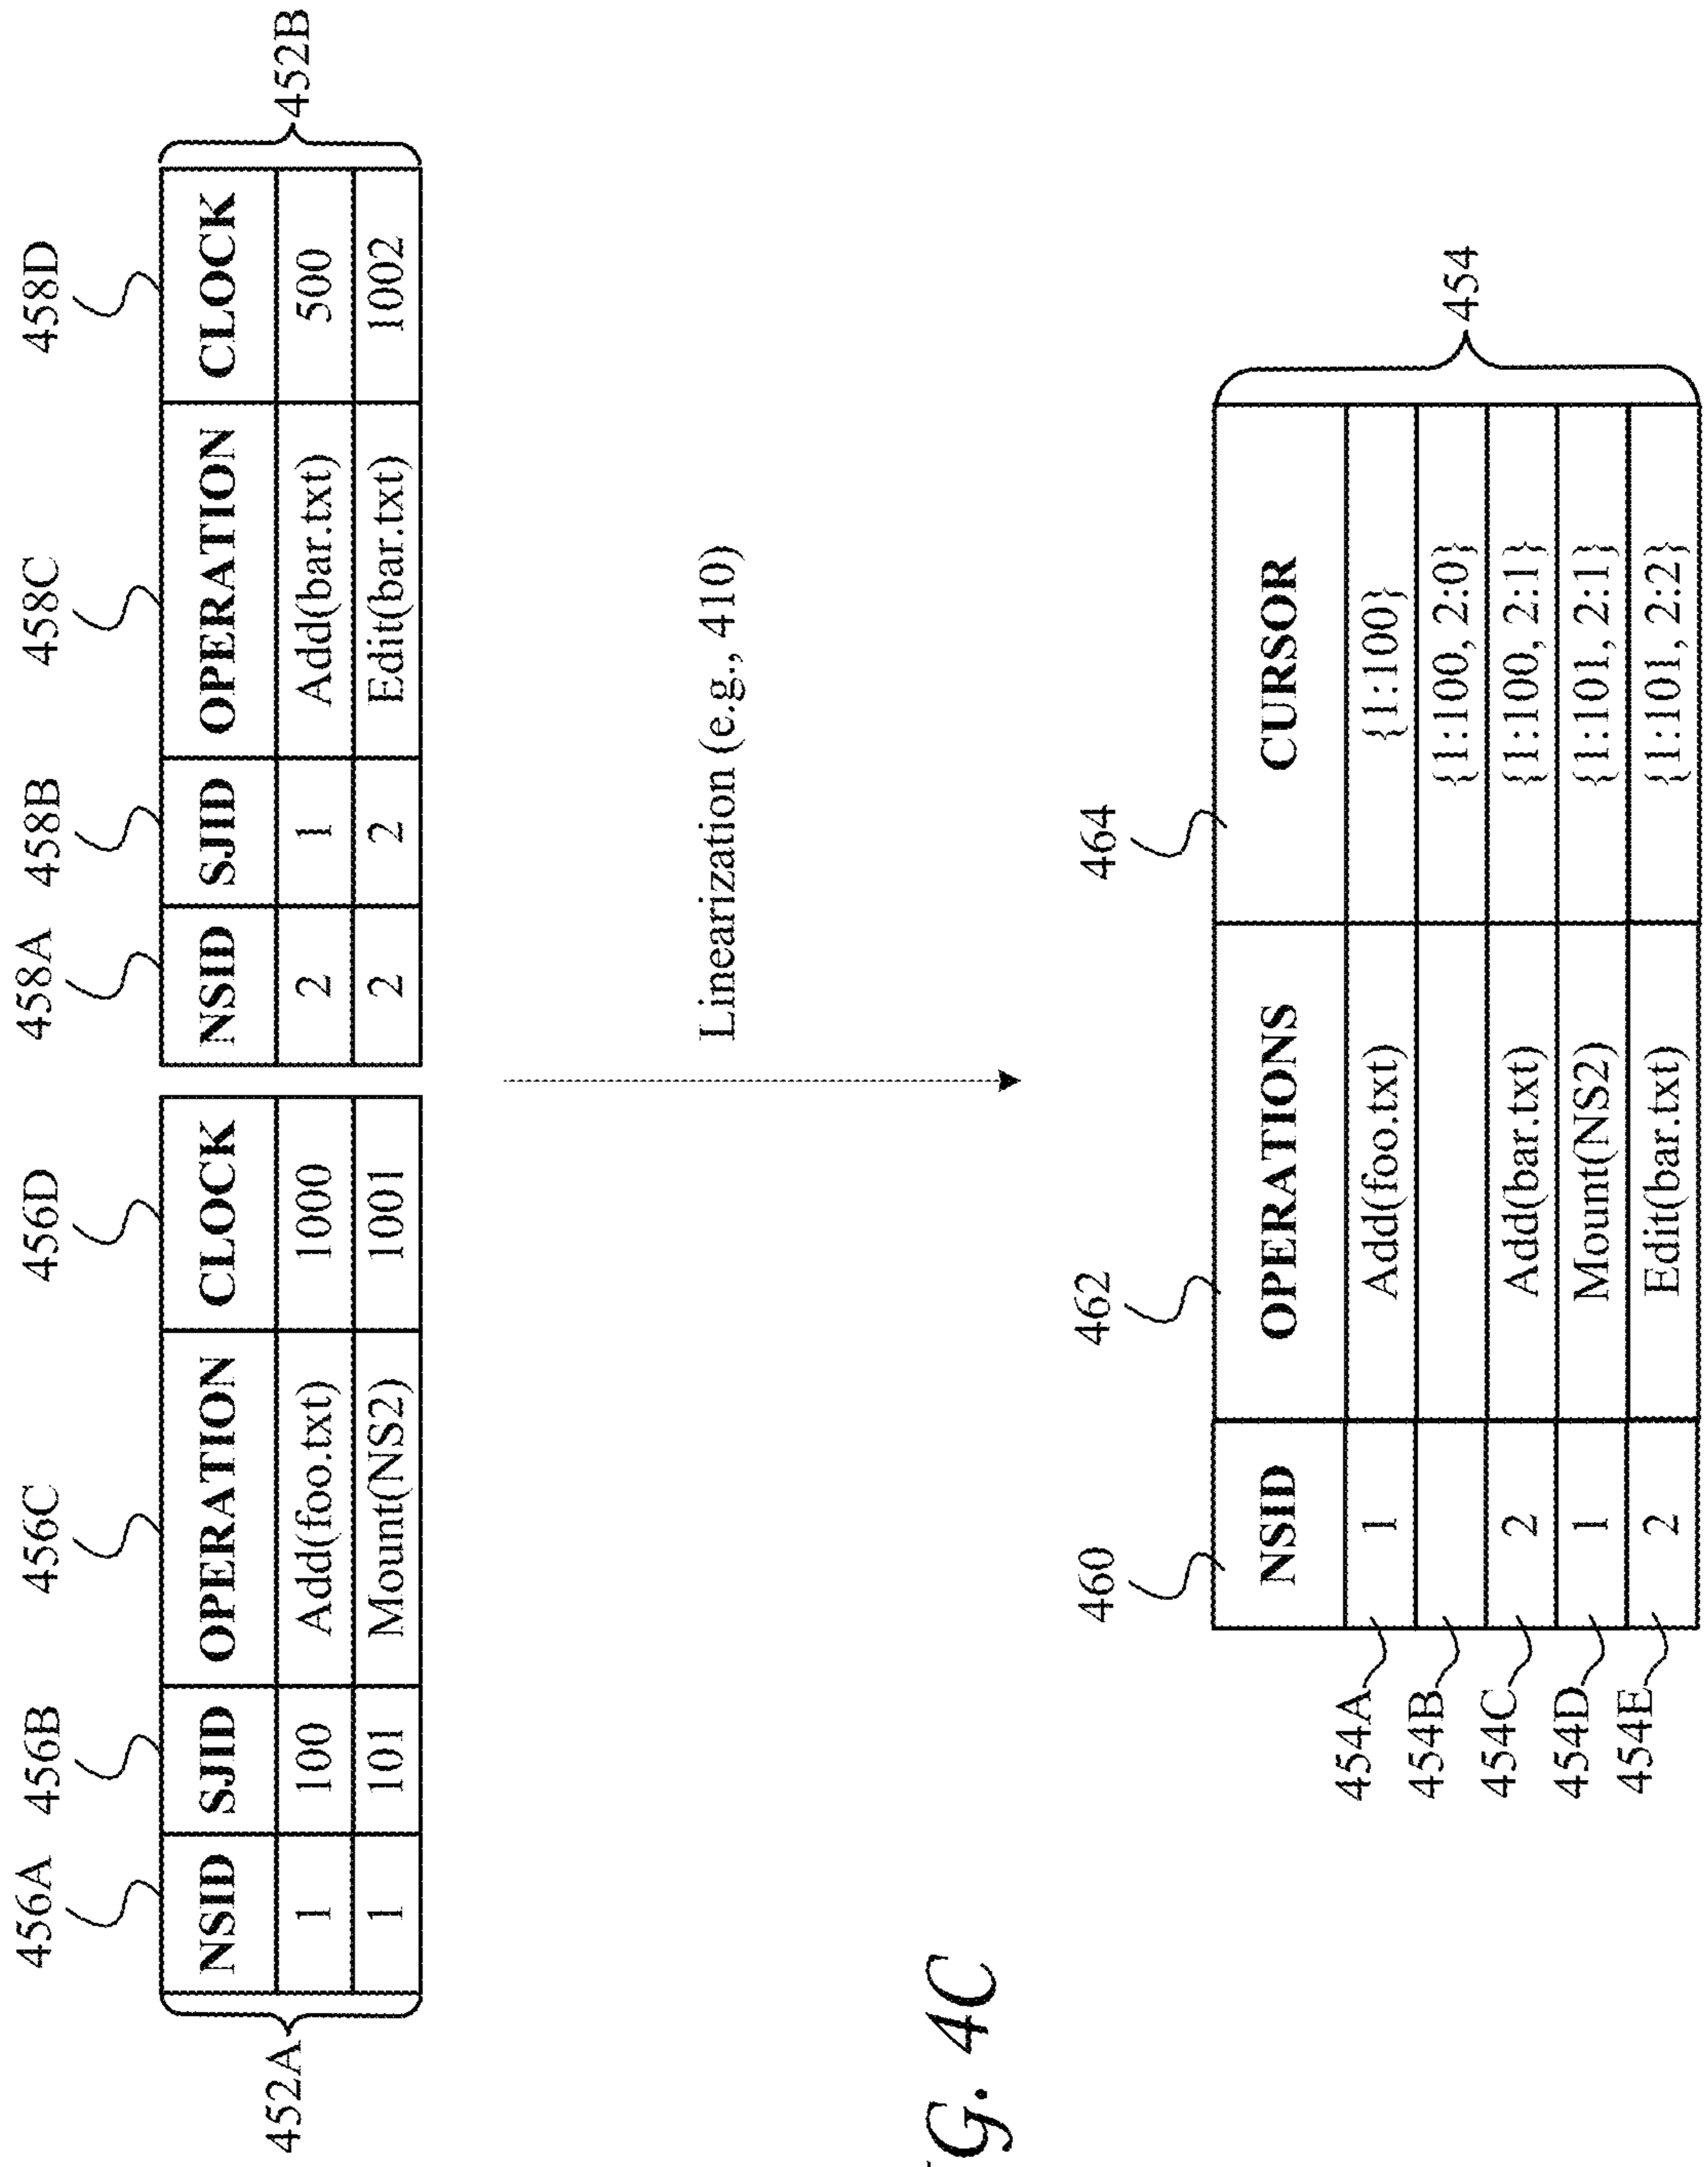 456A 456B 456C 456D 458A 458B 458C 458D
NSID SJID OPERATION CLOCK NSID SJID OPERATION CLOCK
1 100 Add(foo.txt) 1000 2 1 Add(bar.txt) 500
1 101 Mount(NS2) 1001 2 2 Edit(bar.txt) 1002
452A 452B
Linearization (e.g., 410)
460 462 464
NSID OPERATIONS CURSOR
454A 1 Add(foo.txt) {1:100}
454B {1:100, 2:0}
454C 2 Add(bar.txt) {1:100, 2:1}
454D 1 Mount(NS2) {1:101, 2:1}
454E 2 Edit(bar.txt) {1:101, 2:2}
454
G. 4C